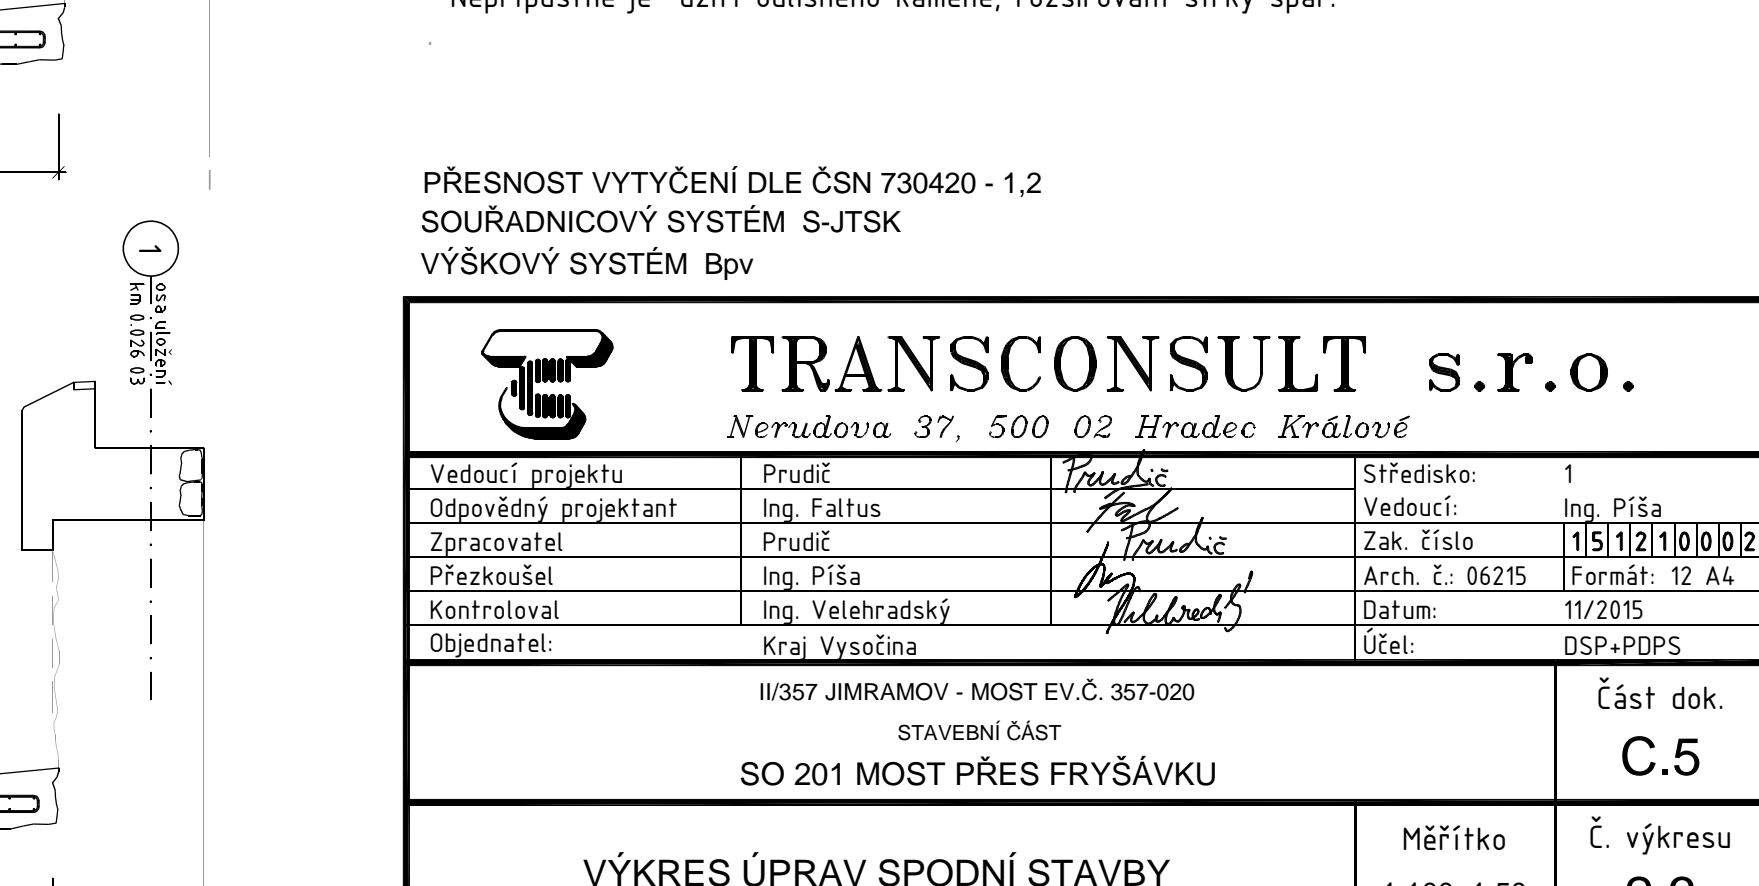 PŘESNOST VYTYČENÍ DLE ČSN 730420 - 1,2
SOUŘADNICOVÝ SYSTÉM S-JTSK
VÝŠKOVÝ SYSTÉM Bpv
1
osa uložení
km 0.026 03
TRANSCONSULT s.r.o.
Nerudova 37, 500 02 Hradec Králové
Vedoucí projektu Prudič Prudič Středisko: 1
Odpovědný projektant Ing. Faltus Fal Vedoucí: Ing. Píša
Zpracovatel Prudič Prudič Zak. číslo 151210002
Přezkoušel Ing. Píša Arch. č.: 06215 Formát: 12 A4
Kontroloval Ing. Velehradský Datum: 11/2015
Objednatel: Kraj Vysočina Účel: DSP+PDPS
II/357 JIMRAMOV - MOST EV.Č. 357-020
STAVEBNÍ ČÁST
SO 201 MOST PŘES FRYŠÁVKU
Část dok.
C.5
VÝKRES ÚPRAV SPODNÍ STAVBY
Měřítko
Č. výkresu